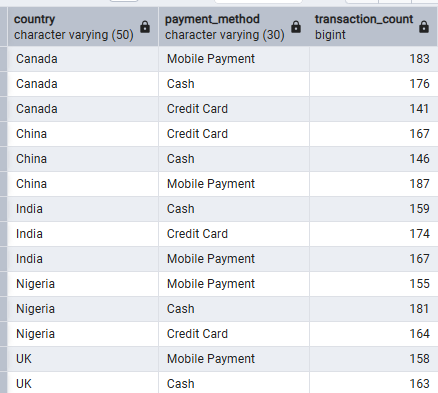 country payment_method transaction_count
character varying (50) character varying (30) bigint
Canada Mobile Payment 183
Canada Cash 176
Canada Credit Card 141
China Credit Card 167
China Cash 146
China Mobile Payment 187
India Cash 159
India Credit Card 174
India Mobile Payment 167
Nigeria Mobile Payment 155
Nigeria Cash 181
Nigeria Credit Card 164
UK Mobile Payment 158
UK Cash 163